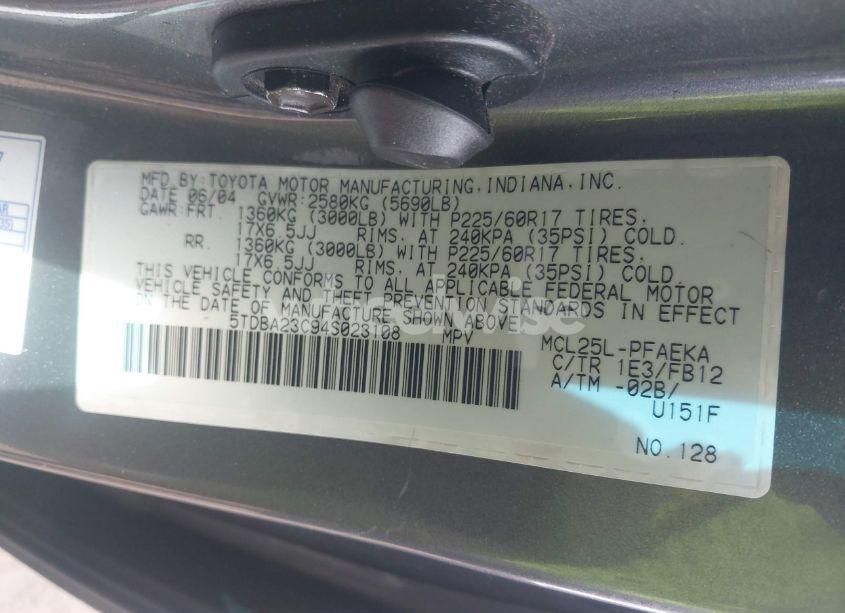 MFD.BY:TOYOTA MOTOR MANUFACTURING,INDIANA,INC.
DATE 06/04 GVWR:2580KG (5690LB)
GAWR:FRT. 1360KG (3000LB) WITH P225/60R17 TIRES.
17X6.5JJ RIMS. AT 240KPA (35PSI) COLD.
RR. 1360KG (3000LB) WITH P225/60R17 TIRES.
17X6.5JJ RIMS. AT 240KPA (35PSI) COLD
THIS VEHICLE CONFORMS TO ALL APPLICABLE FEDERAL MOTOR
VEHICLE SAFETY AND THEFT PREVENTION STANDARDS IN EFFECT
ON THE DATE OF MANUFACTURE SHOWN ABOVE.
5TDBA23C94S023108 MPV
MCL25L-PFAEKA
C/TR 1E3/FB12
A/TM -02B/
U151F
NO.128